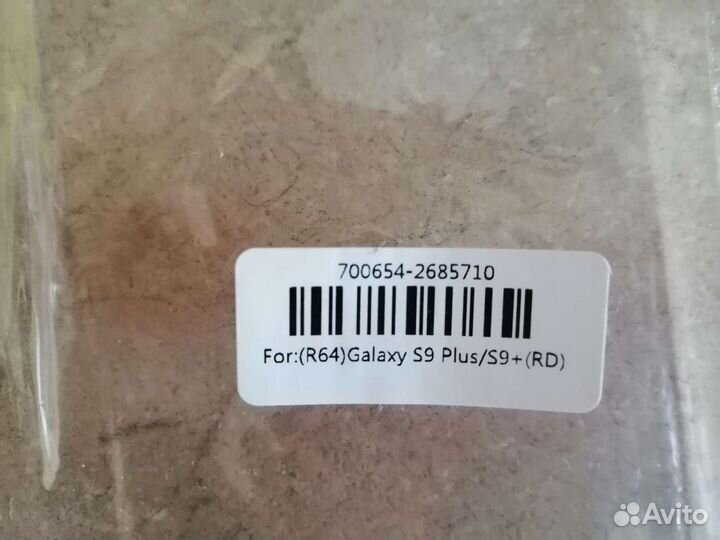 700654-2685710
For:(R64)Galaxy S9 Plus/S9+(RD)
Avito